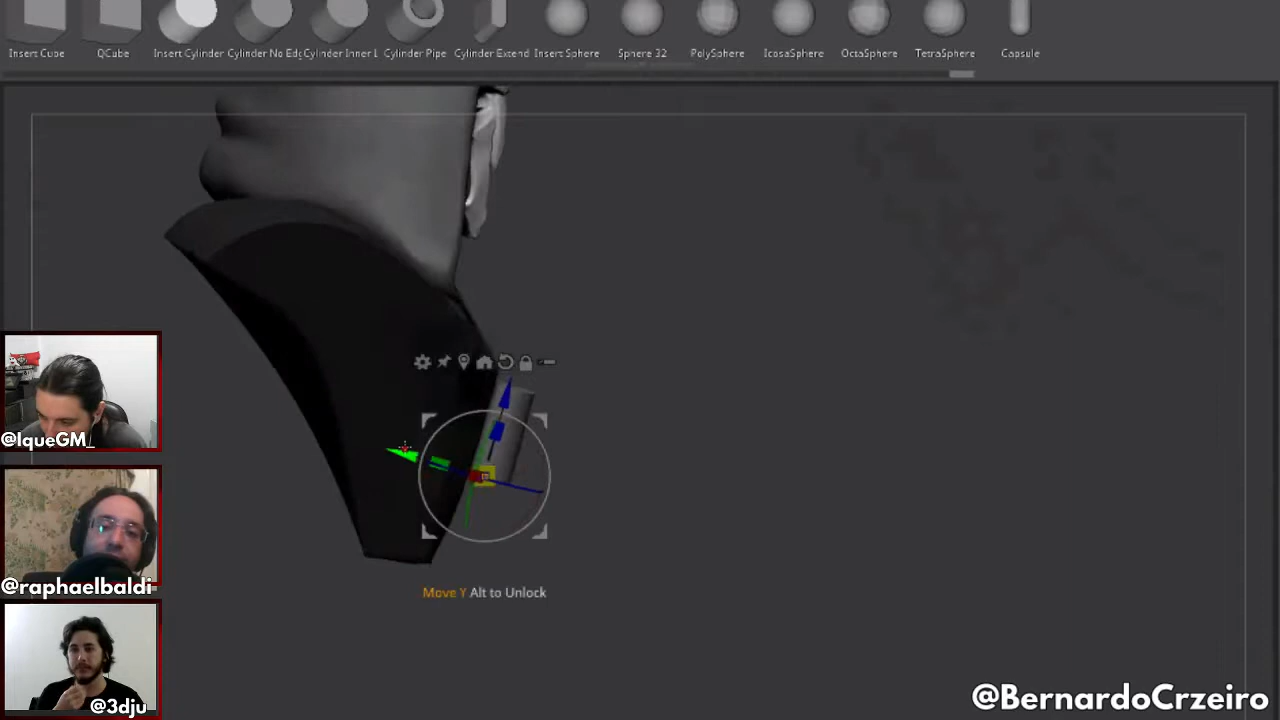 Insert Cube QCube Insert Cylinder Cylinder No Edg Cylinder Inner L Cylinder Pipe Cylinder Extend Insert Sphere Sphere 32 PolySphere IcosaSphere OctaSphere TetraSphere Capsule
@IqueGM_
@raphaelbaldi
Move Y Alt to Unlock
@3dju
@BernardoCrzeiro